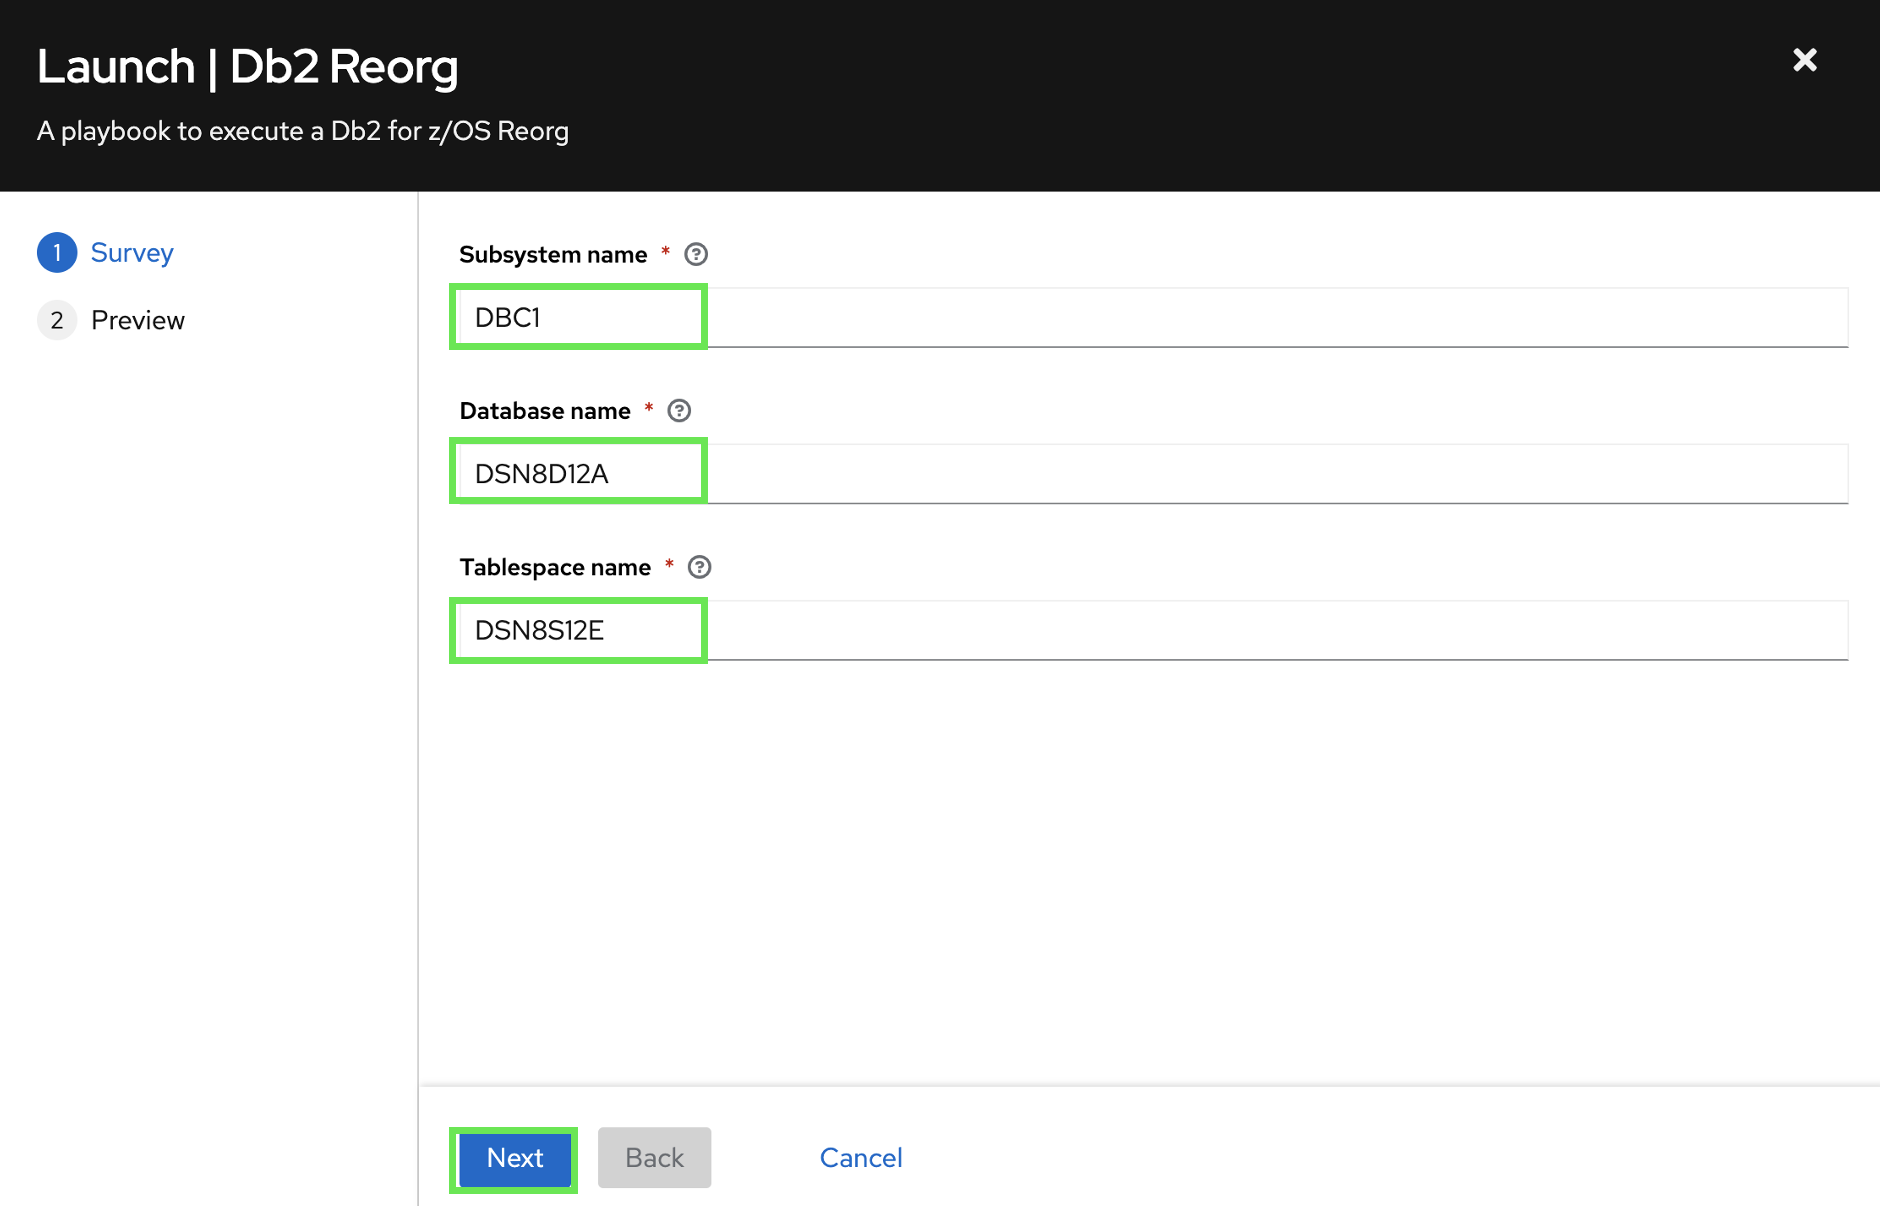 Launch | Db2 Reorg
A playbook to execute a Db2 for z/OS Reorg
1 Survey
2 Preview
Subsystem name *
DBC1
Database name *
DSN8D12A
Tablespace name *
DSN8S12E
Next Back Cancel